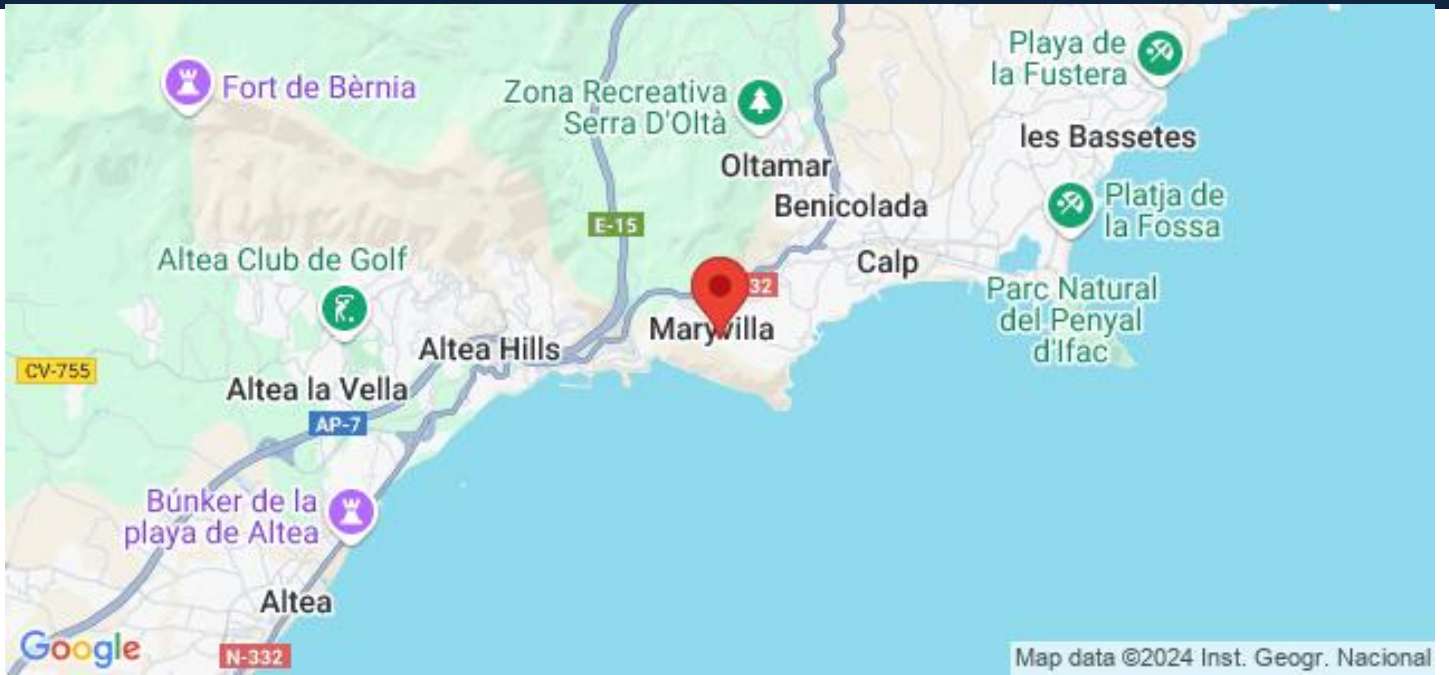 Playa de
la Fustera
Fort de Bèrnia
Zona Recreativa
Serra D'Oltà
les Bassetes
Oltamar
Platja de
la Fossa
Benicolada
E-15
Altea Club de Golf
Calp
32
Parc Natural
del Penyal
d'Ifac
Maryvilla
Altea Hills
CV-755
Altea la Vella
AP-7
Búnker de la
playa de Altea
Altea
Google
N-332
Map data ©2024 Inst. Geogr. Nacional